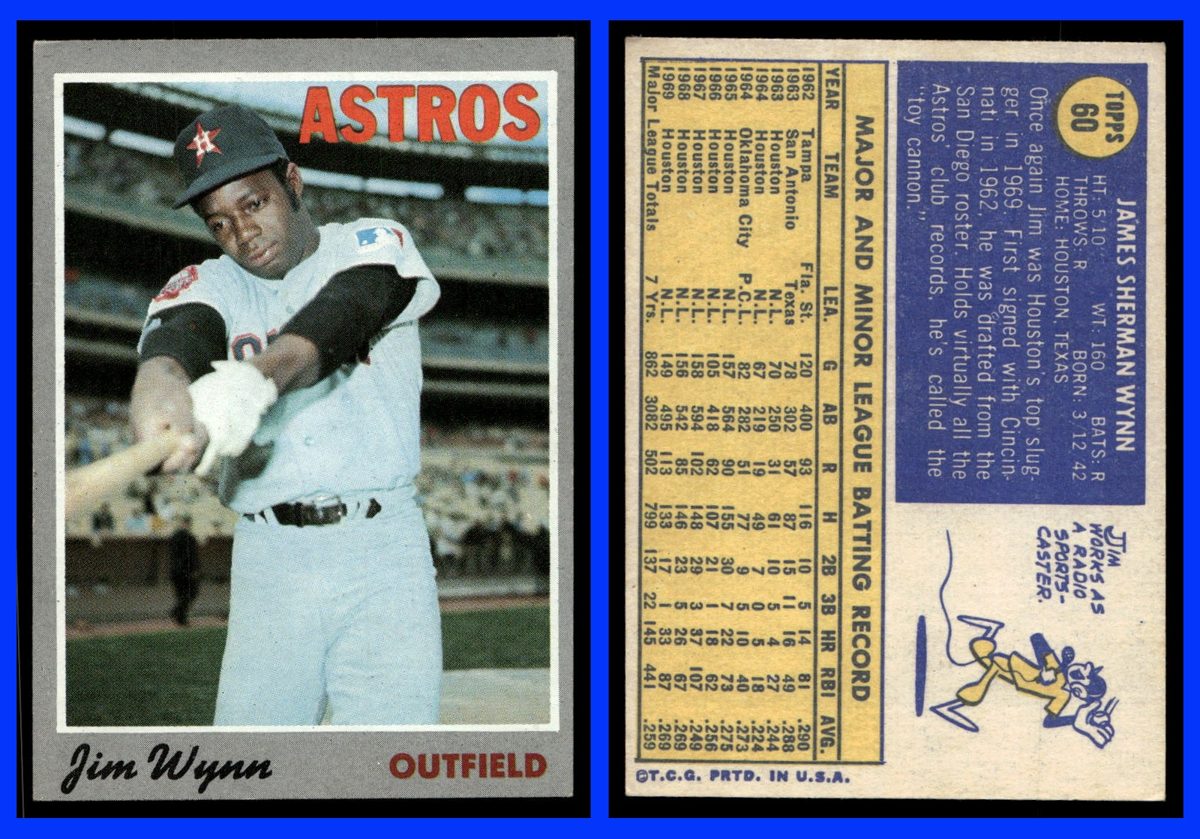 ASTROS
H
Jim Wynn
OUTFIELD
TOPPS
60
JAMES SHERMAN WYNN
HT: 5'10" WT: 160 BATS: R
THROWS: R BORN: 3/12/42
HOME: HOUSTON, TEXAS
Once again Jim was Houston's top slug-
ger in 1969. First signed with Cincin-
nati in 1962, he was drafted from the
San Diego roster. Holds virtually all the
Astros' club records, he's called the
"toy cannon."
JIM
WORKS AS
A RADIO
SPORTS-
CASTER.
MAJOR AND MINOR LEAGUE BATTING RECORD
YEAR TEAM LEA. G AB R H 2B 3B HR RBI AVG.
1962 Tampa Fla. St. 120 400 93 116 10 5 14 81 .290
1963 San Antonio Texas 78 302 57 87 15 11 16 49 .288
1963 Houston N.L. 70 250 31 61 10 5 4 27 .244
1964 Houston N.L. 67 219 19 49 7 0 5 18 .224
1964 Oklahoma City P.C.L. 82 282 51 77 9 5 10 40 .273
1965 Houston N.L. 157 564 90 155 30 7 22 73 .275
1966 Houston N.L. 105 418 62 107 21 1 18 62 .256
1967 Houston N.L. 158 594 102 148 29 3 37 107 .249
1968 Houston N.L. 156 542 85 146 23 5 26 67 .269
1969 Houston N.L. 149 495 113 133 17 1 33 87 .269
Major League Totals 7 Yrs. 862 3082 502 799 137 22 145 441 .259
©T.C.G. PRTD. IN U.S.A.